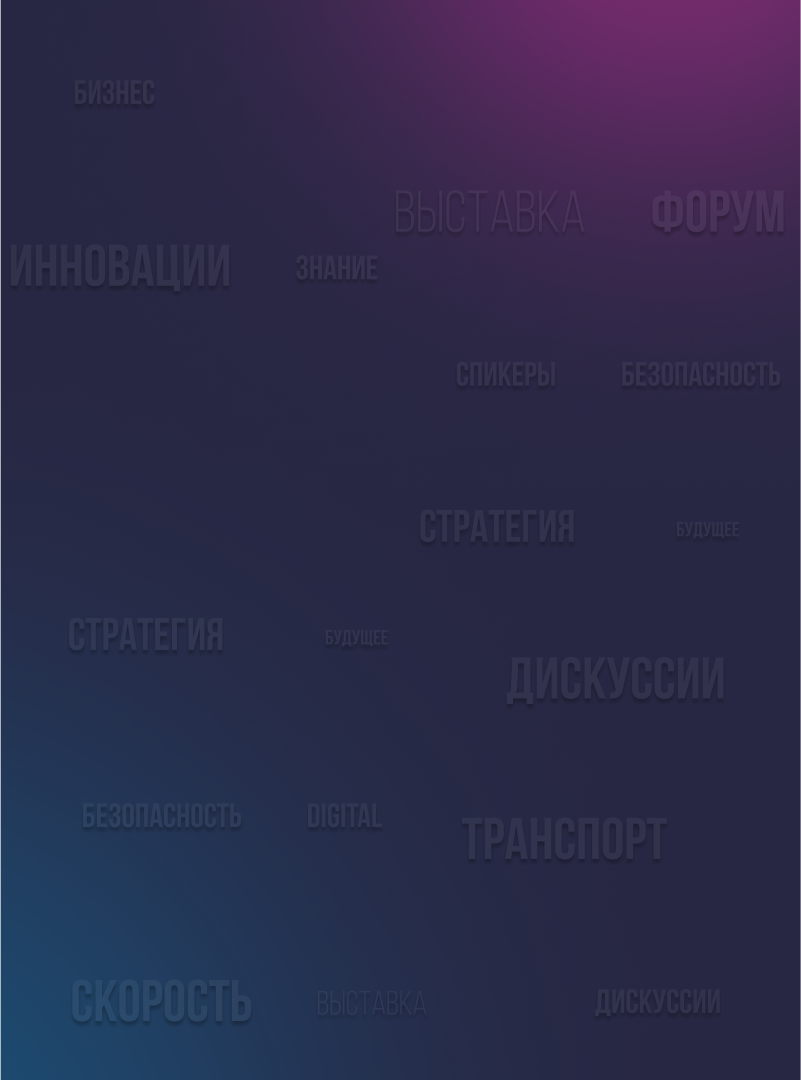 БИЗНЕС
ВЫСТАВКА ФОРУМ
ИННОВАЦИИ ЗНАНИЕ
СПИКЕРЫ БЕЗОПАСНОСТЬ
СТРАТЕГИЯ БУДУЩЕЕ
СТРАТЕГИЯ БУДУЩЕЕ
ДИСКУССИИ
БЕЗОПАСНОСТЬ DIGITAL
ТРАНСПОРТ
СКОРОСТЬ ВЫСТАВКА ДИСКУССИИ